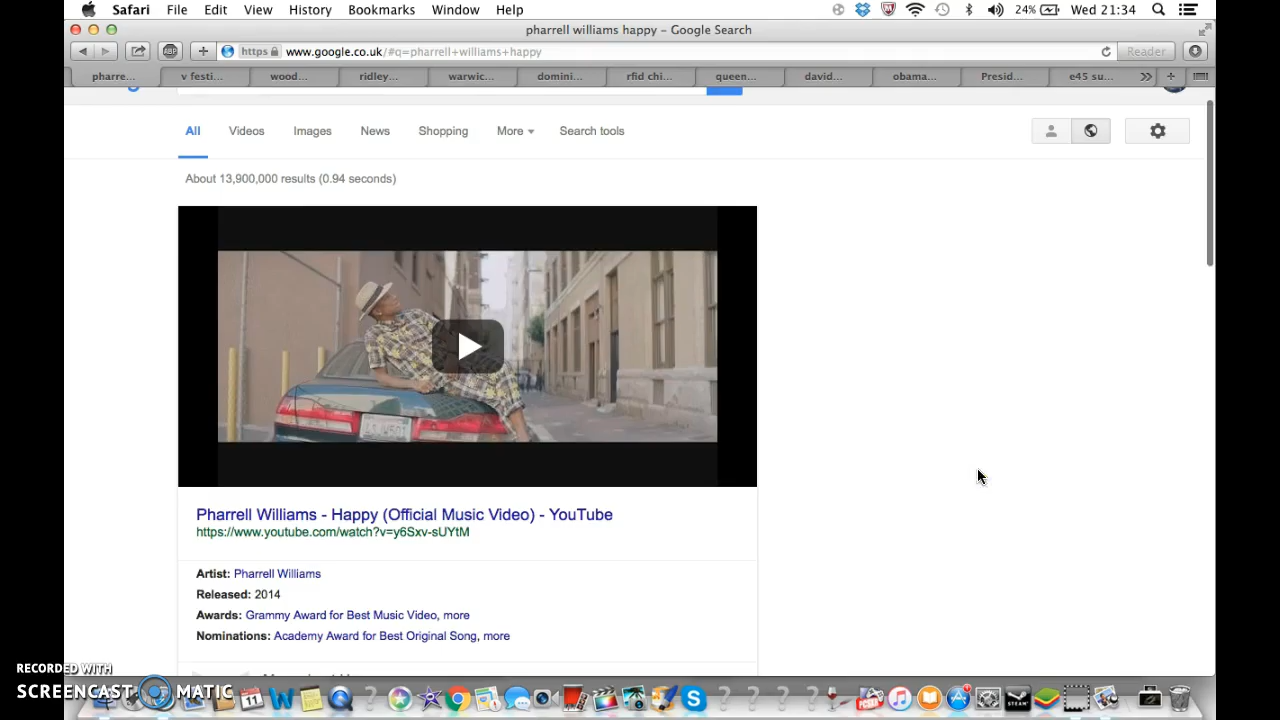 Safari File Edit View History Bookmarks Window Help 24% Wed 21:34
pharrell williams happy – Google Search
https www.google.co.uk/#q=pharrell+williams+happy Reader
pharre... v festi... wood... ridley... warwic... domini... rfid chi... queen... david... obama... Presid... e45 su...
All Videos Images News Shopping More Search tools
About 13,900,000 results (0.94 seconds)
Pharrell Williams - Happy (Official Music Video) - YouTube
https://www.youtube.com/watch?v=y6Sxv-sUYtM
Artist: Pharrell Williams
Released: 2014
Awards: Grammy Award for Best Music Video, more
Nominations: Academy Award for Best Original Song, more
RECORDED WITH
SCREENCAST MATIC